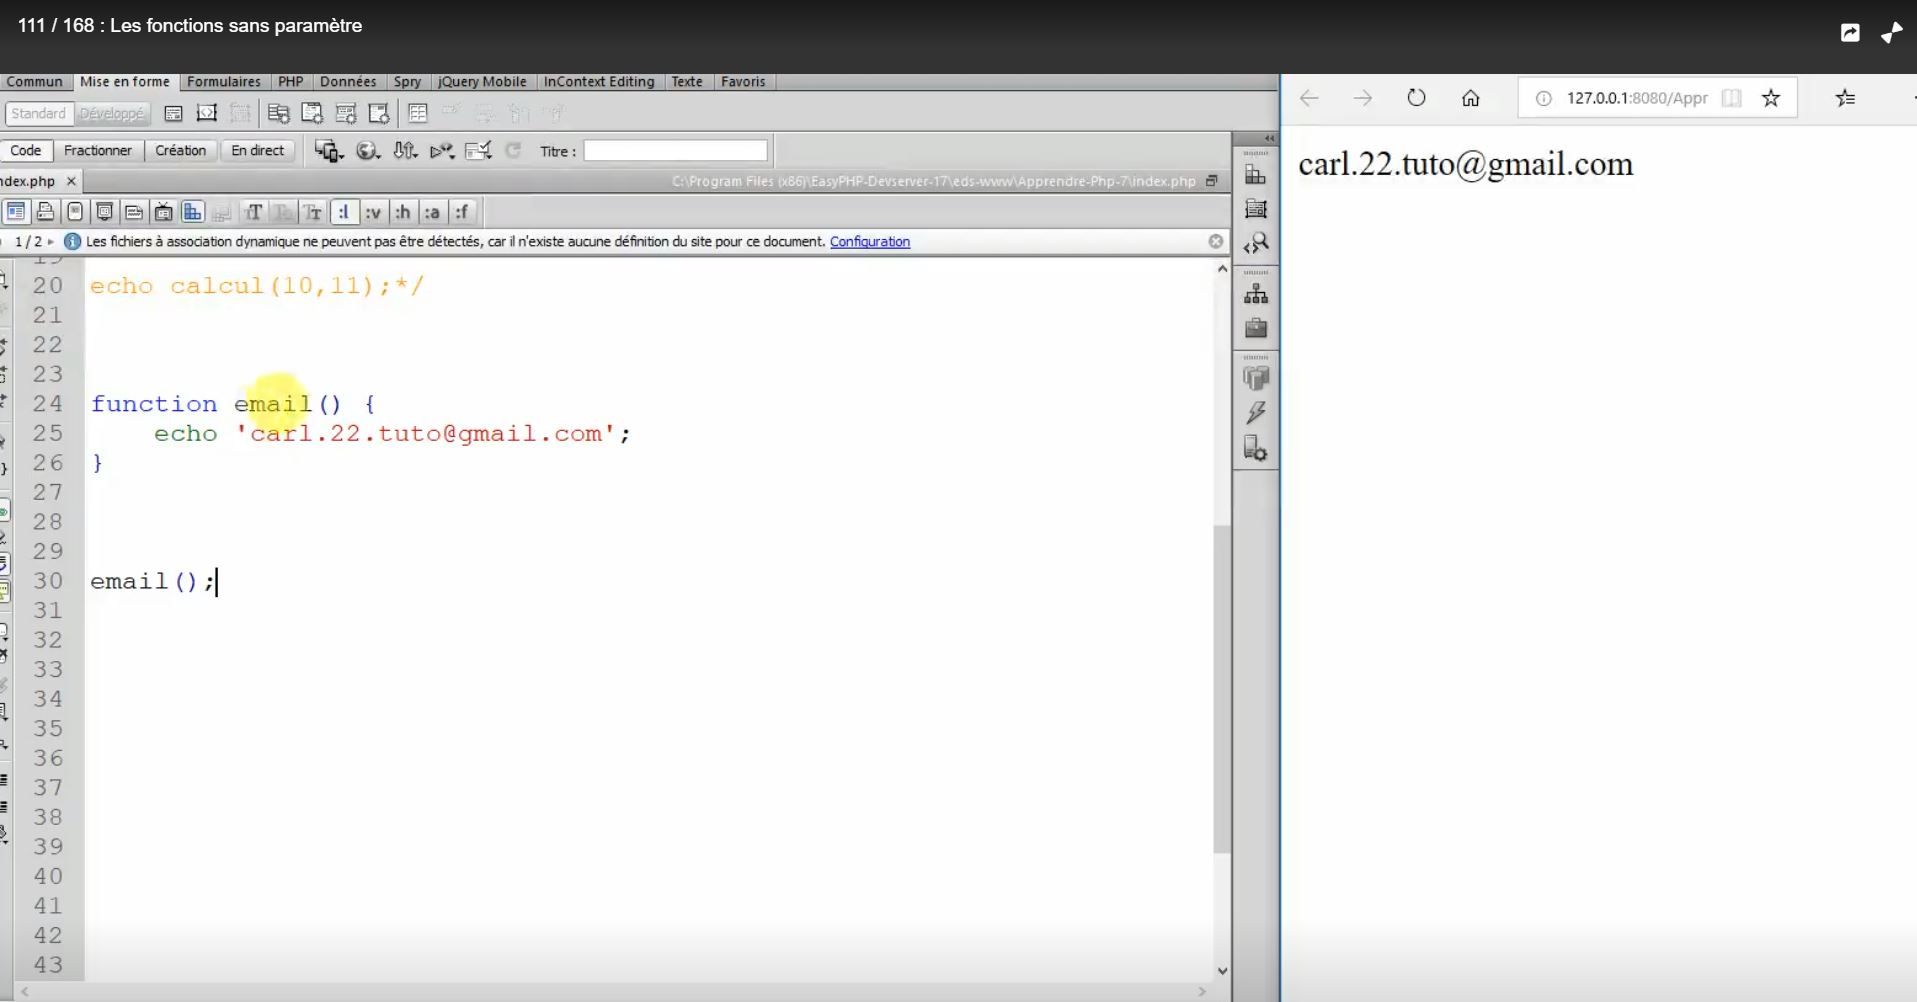 111 / 168 : Les fonctions sans paramètre
Commun Mise en forme Formulaires PHP Données Spry jQuery Mobile InContext Editing Texte Favoris
Standard Développé
Code Fractionner Création En direct Titre :
127.0.0.1:8080/Appr
ndex.php × C:\Program Files (x86)\EasyPHP-Devserver-17\eds-www\Apprendre-Php-7\index.php
carl.22.tuto@gmail.com
:l :v :h :a :f
1 / 2 Les fichiers à association dynamique ne peuvent pas être détectés, car il n'existe aucune définition du site pour ce document. Configuration
19
20 echo calcul(10,11);*/
21
22
23
24 function email() {
25 echo 'carl.22.tuto@gmail.com';
26 }
27
28
29
30 email();
31
32
33
34
35
36
37
38
39
40
41
42
43